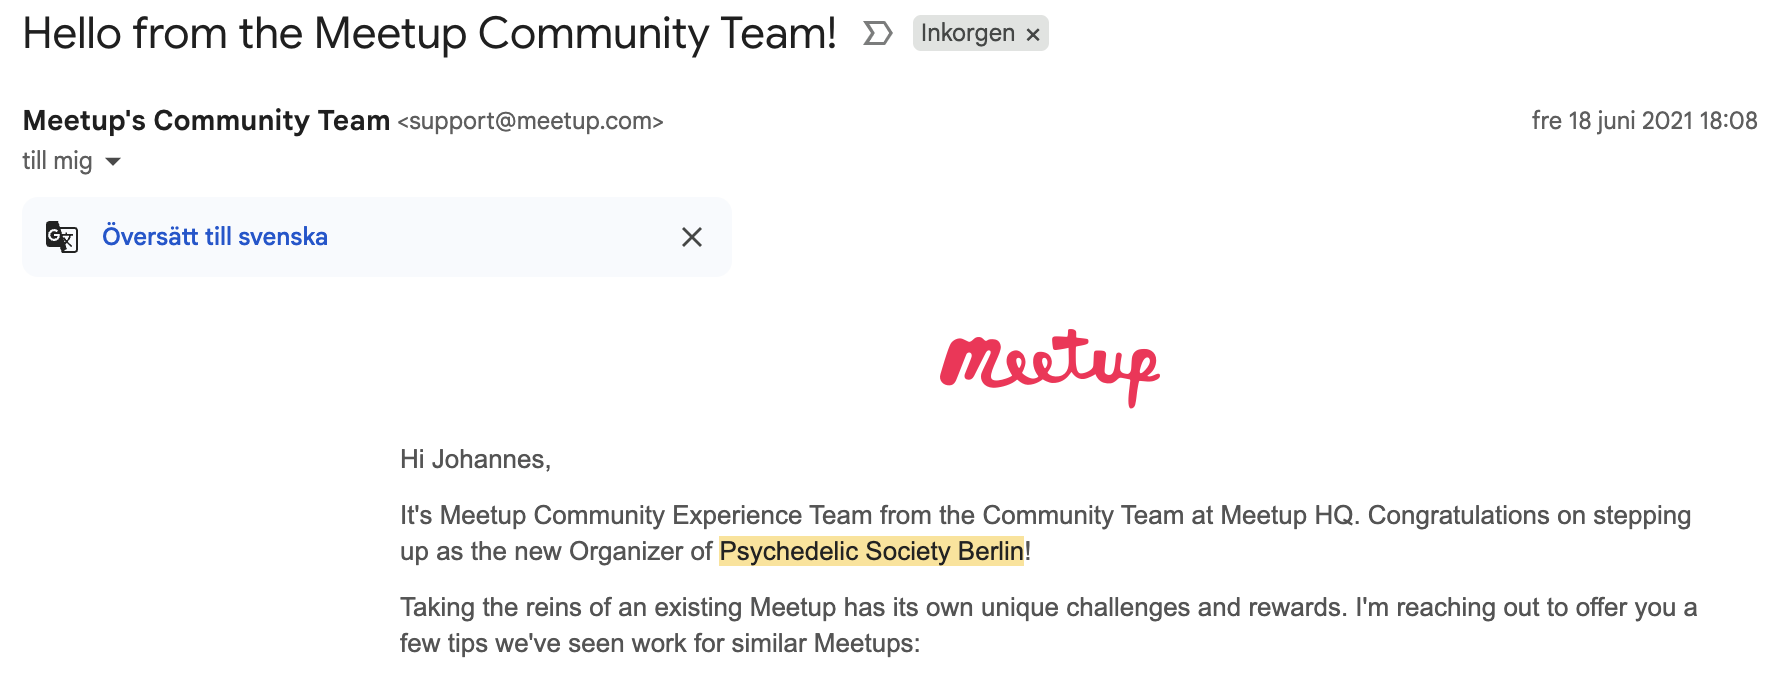 Hello from the Meetup Community Team!
Inkorgen ×
Meetup's Community Team <support@meetup.com>
fre 18 juni 2021 18:08
till mig
Översätt till svenska
meetup
Hi Johannes,
It's Meetup Community Experience Team from the Community Team at Meetup HQ. Congratulations on stepping
up as the new Organizer of Psychedelic Society Berlin!
Taking the reins of an existing Meetup has its own unique challenges and rewards. I'm reaching out to offer you a
few tips we've seen work for similar Meetups: